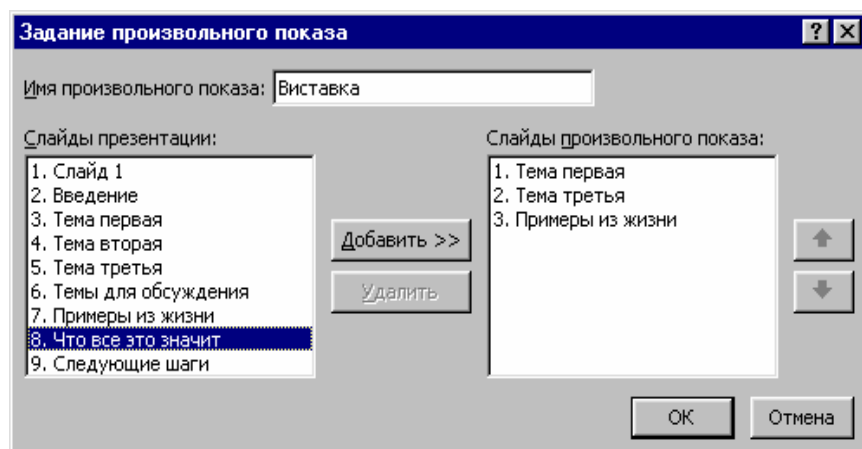 Задание произвольного показа
Имя произвольного показа: Виставка
Слайды презентации:
1. Слайд 1
2. Введение
3. Тема первая
4. Тема вторая
5. Тема третья
6. Темы для обсуждения
7. Примеры из жизни
8. Что все это значит
9. Следующие шаги
Добавить >>
Удалить
Слайды произвольного показа:
1. Тема первая
2. Тема третья
3. Примеры из жизни
OK
Отмена